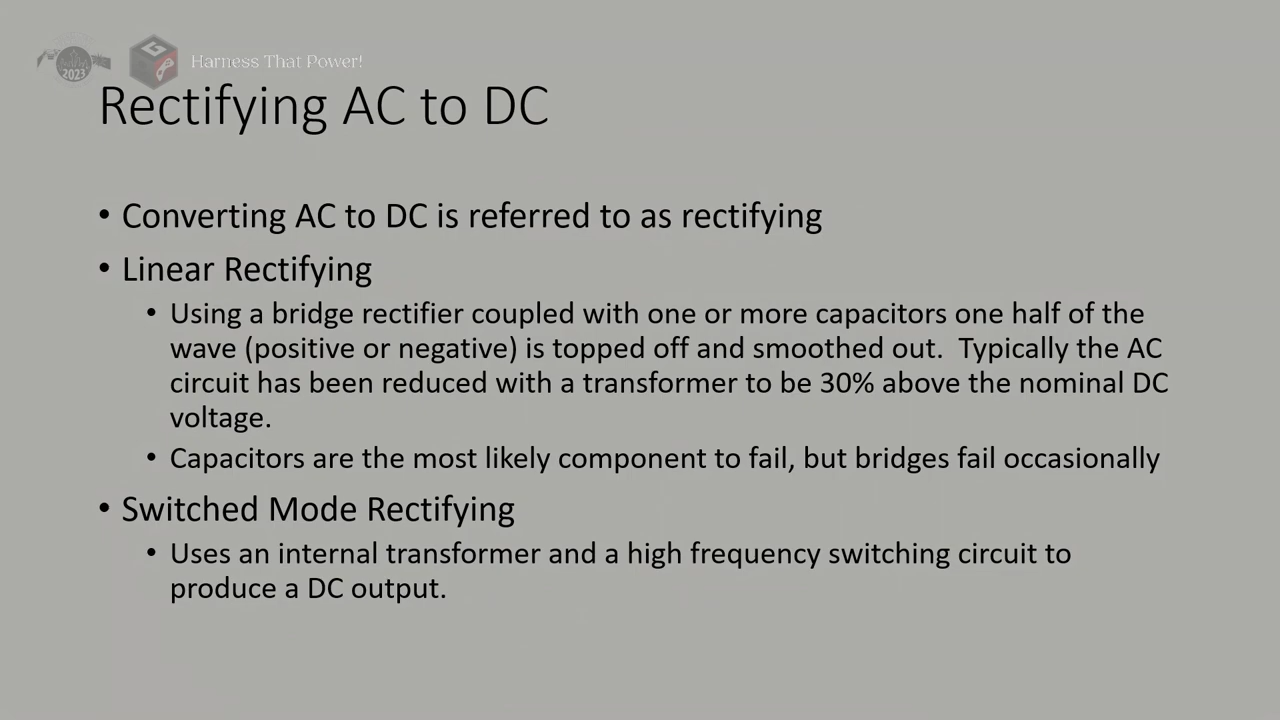 2023
Harness That Power!
Rectifying AC to DC
• Converting AC to DC is referred to as rectifying
• Linear Rectifying
• Using a bridge rectifier coupled with one or more capacitors one half of the
wave (positive or negative) is topped off and smoothed out.  Typically the AC
circuit has been reduced with a transformer to be 30% above the nominal DC
voltage.
• Capacitors are the most likely component to fail, but bridges fail occasionally
• Switched Mode Rectifying
• Uses an internal transformer and a high frequency switching circuit to
produce a DC output.